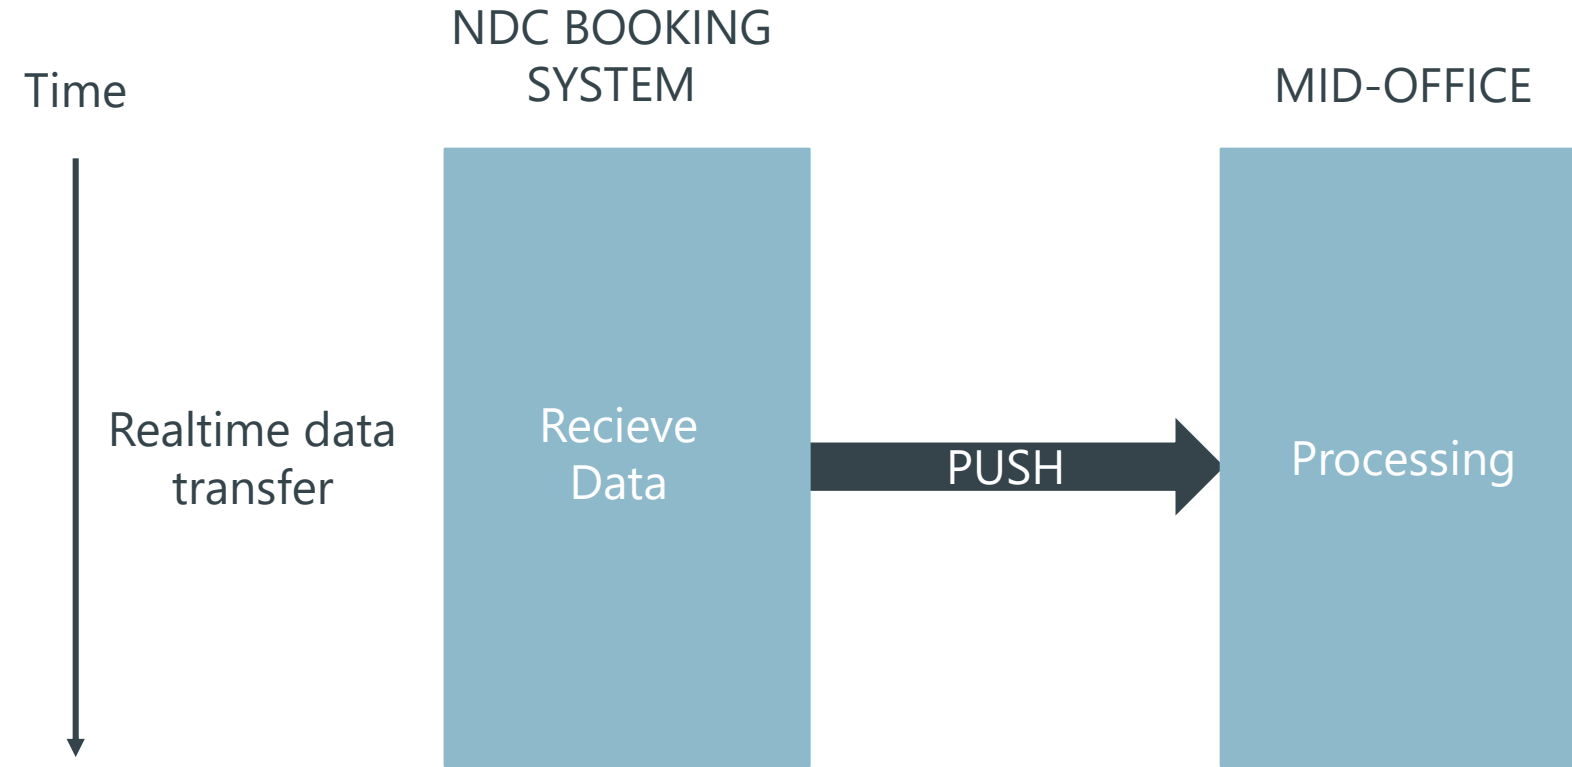 Time
NDC BOOKING
SYSTEM
MID-OFFICE
Realtime data
transfer
Recieve
Data
PUSH
Processing